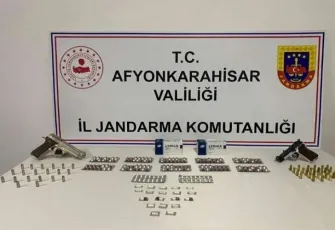 T.C.
AFYONKARAHİSAR
VALİLİĞİ
İL JANDARMA KOMUTANLIĞI